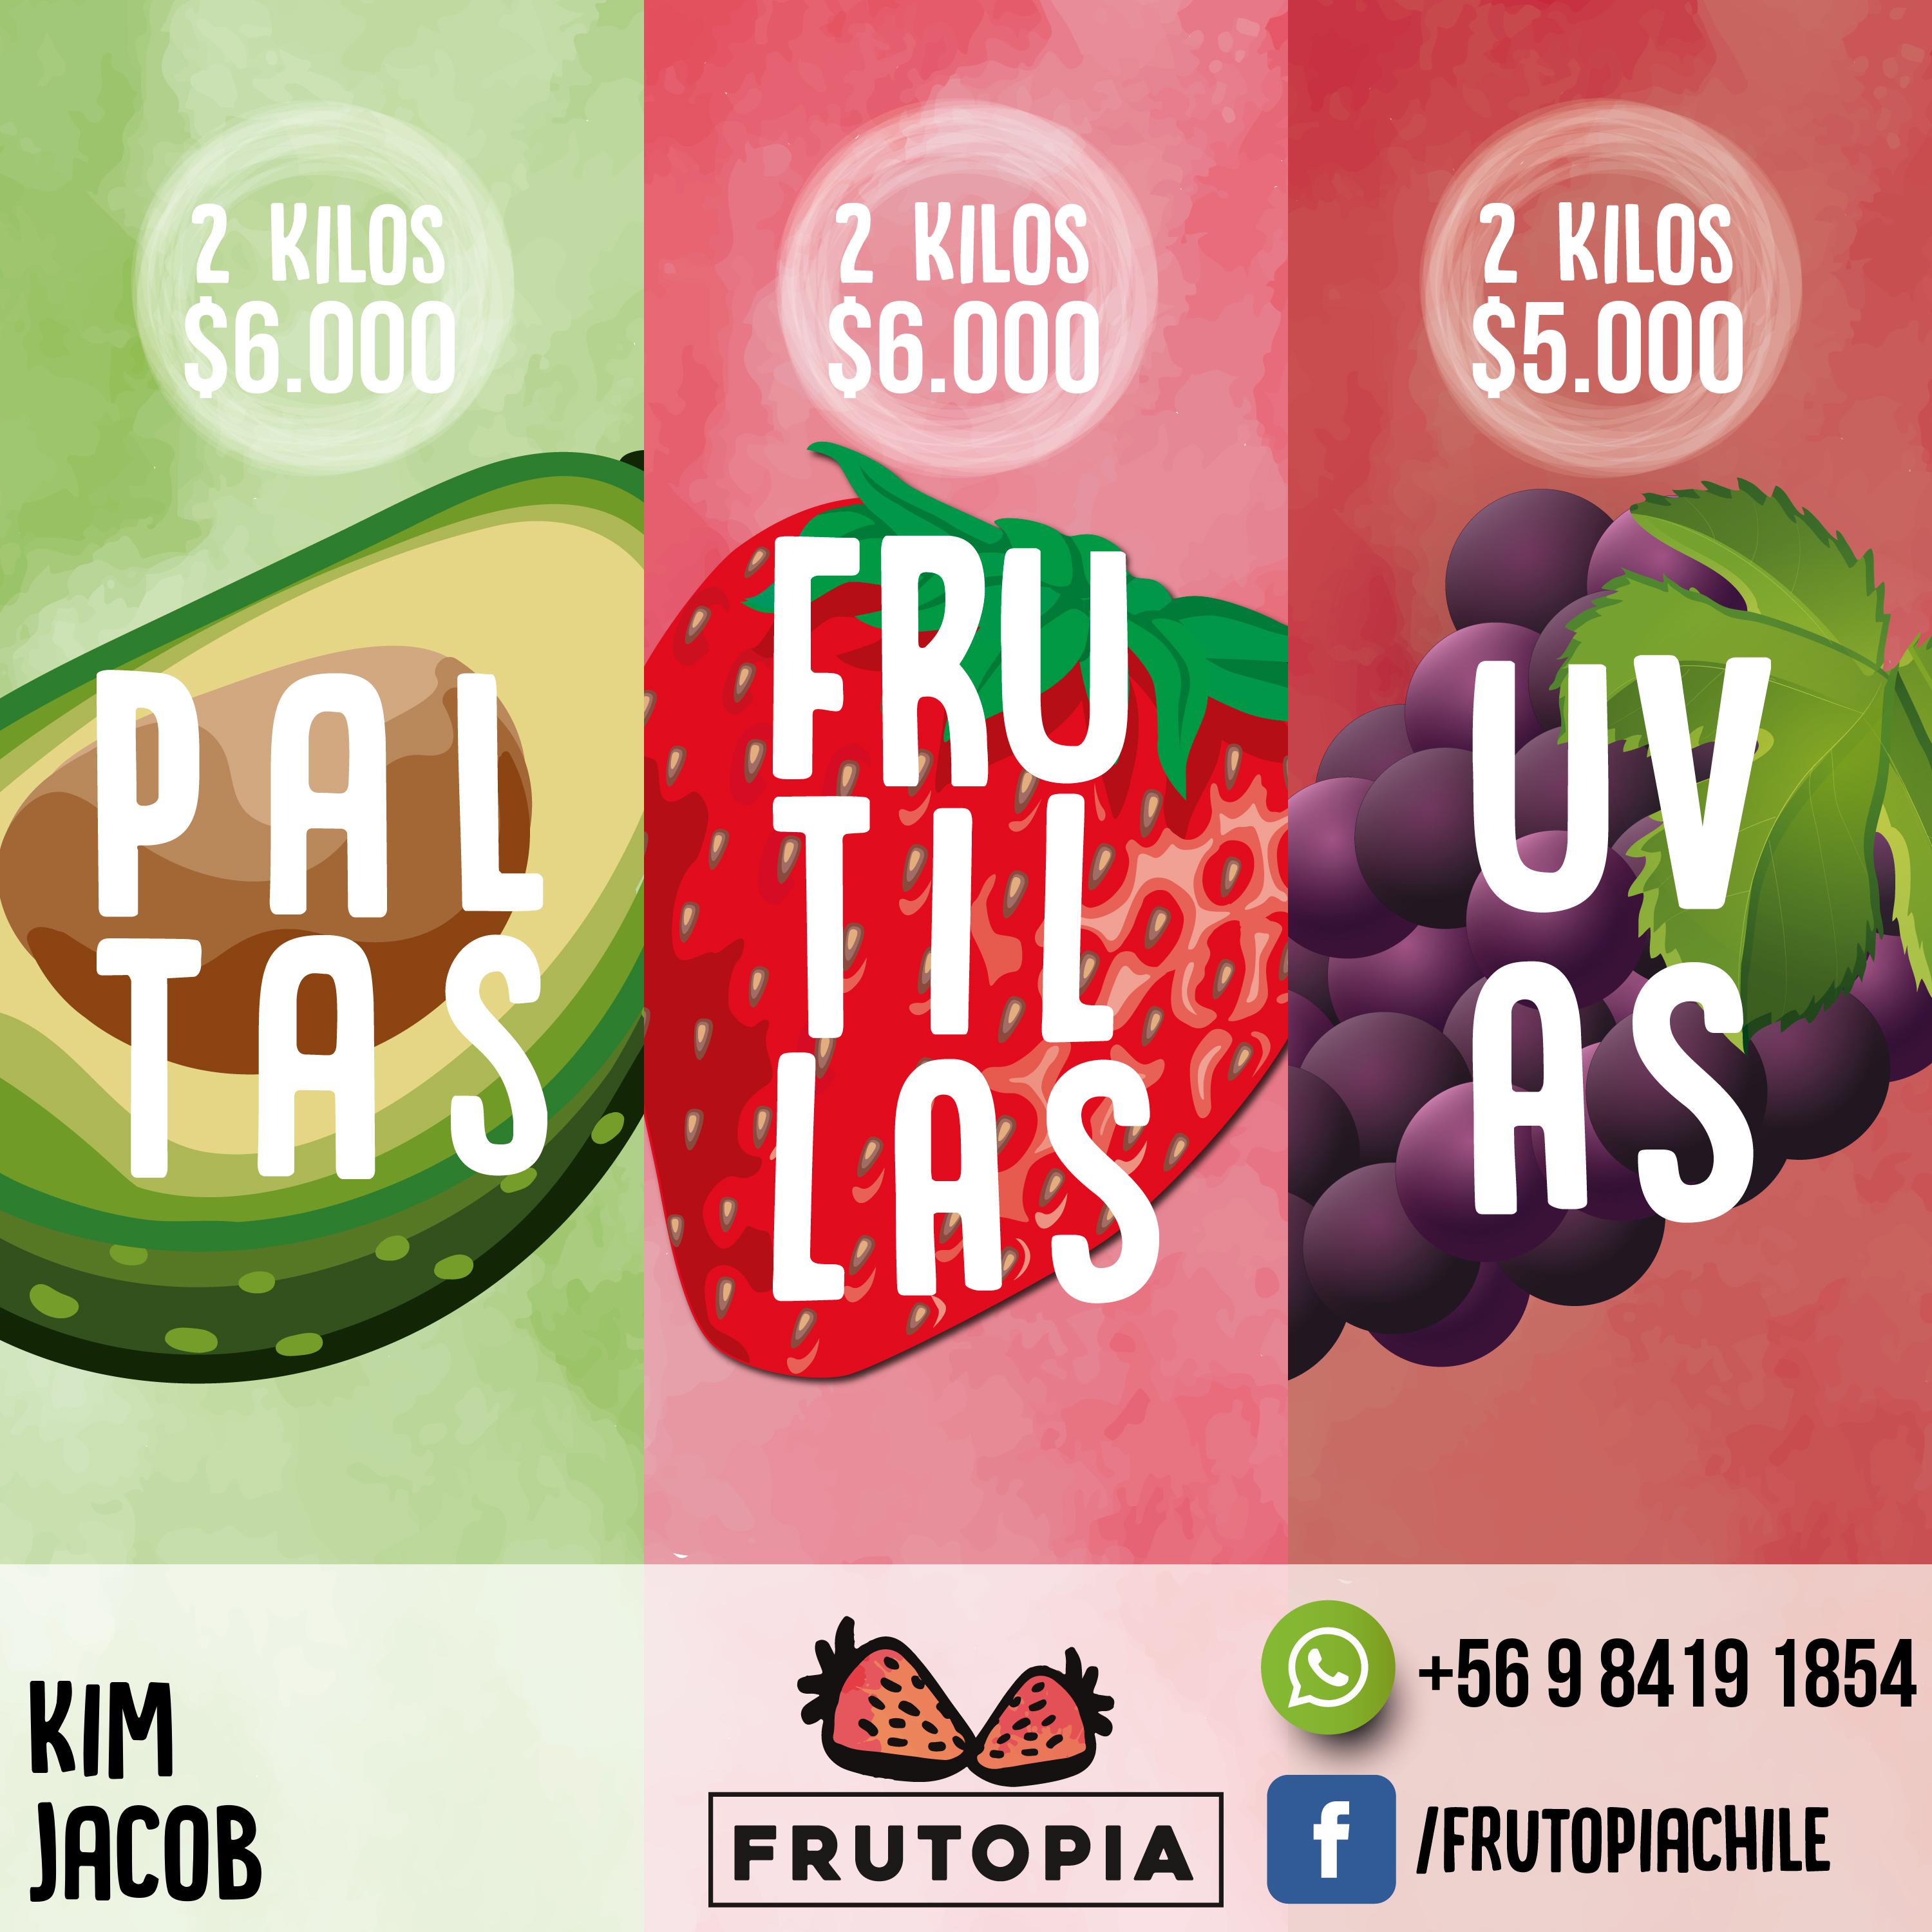 2 KILOS
$6.000
PAL
TAS
2 KILOS
$6.000
FRU
TIL
LAS
2 KILOS
$5.000
UV
AS
KIM
JACOB
FRUTOPIA
+56 9 8419 1854
/FRUTOPIACHILE